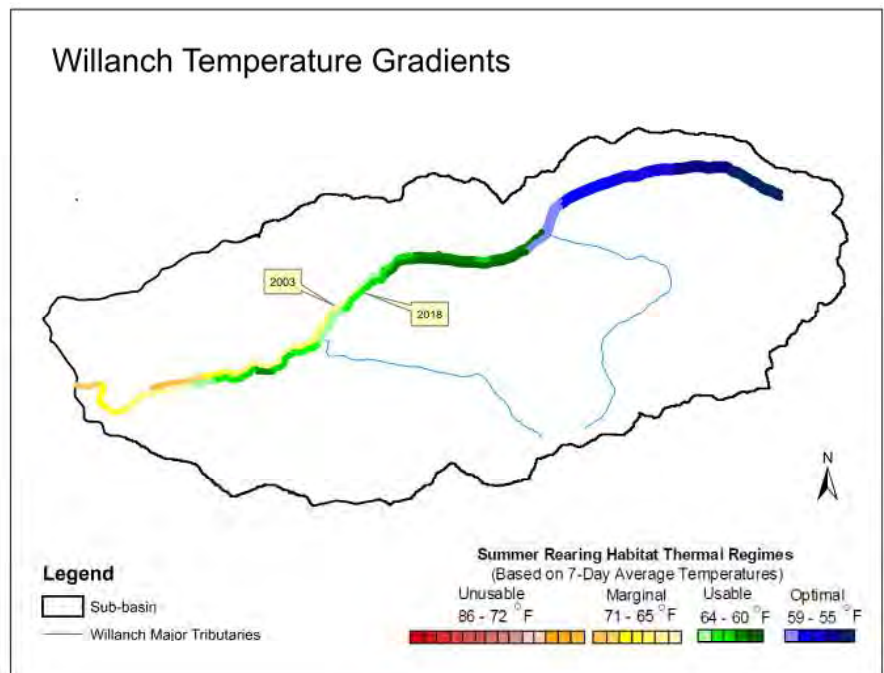 Willanch Temperature Gradients
2003
2018
N
Legend
Sub-basin
Willanch Major Tributaries
Summer Rearing Habitat Thermal Regimes
(Based on 7-Day Average Temperatures)
Unusable Marginal Usable Optimal
86 - 72 °F 71 - 65 °F 64 - 60 °F 59 - 55 °F